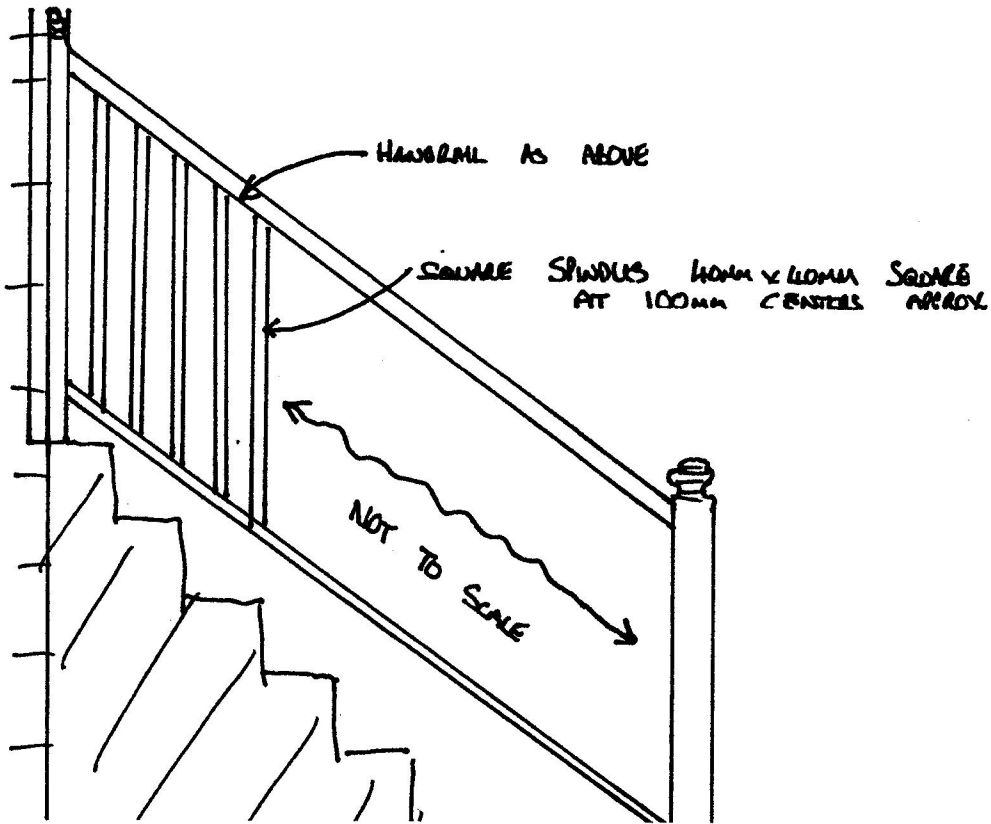 HANDRAIL AS ABOVE
SQUARE SPINDLES 40MM X 40MM SQUARE
AT 100MM CENTERS APPROX
NOT TO SCALE